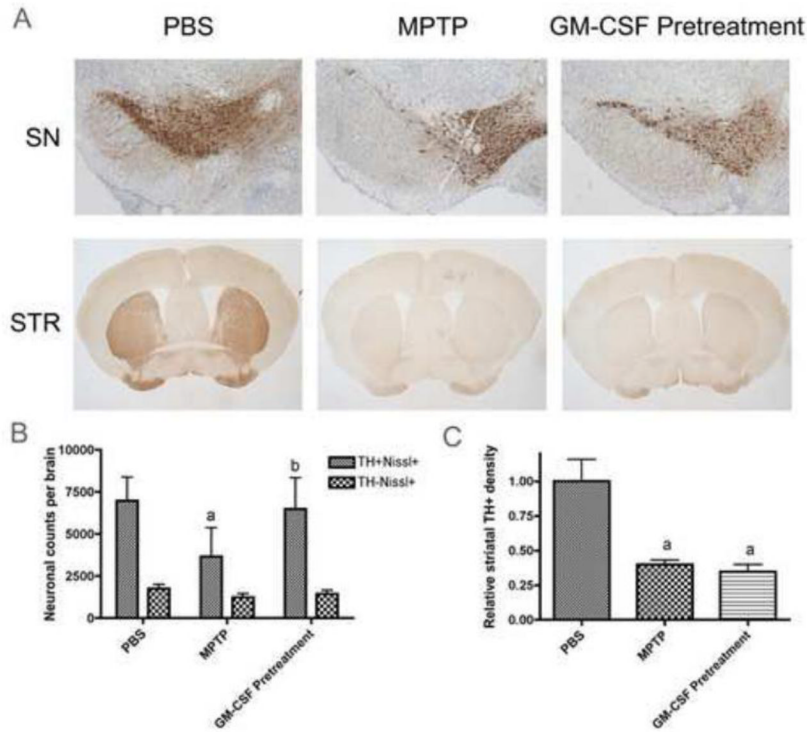 A
PBS
MPTP
GM-CSF Pretreatment
SN
STR
B
Neuronal counts per brain
10000
7500
5000
2500
0
a
b
TH+Nissl+
TH-Nissl+
PBS
MPTP
GM-CSF Pretreatment
C
Relative striatal TH+ density
1.00
0.75
0.50
0.25
0.00
a
a
PBS
MPTP
GM-CSF Pretreatment